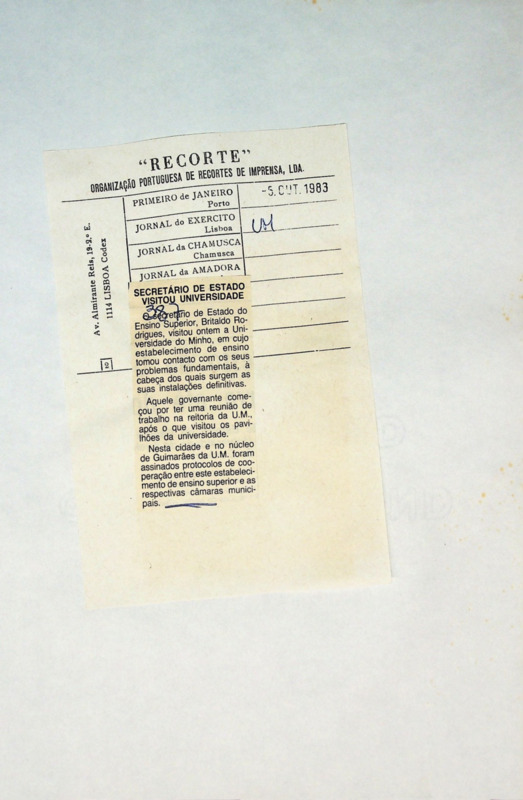 "RECORTE"
ORGANIZAÇÃO PORTUGUESA DE RECORTES DE IMPRENSA, LDA.
Av. Almirante Reis, 19-2.º E.
1114 LISBOA Codex
2
PRIMEIRO DE JANEIRO
Porto
-5. OUT. 1983
JORNAL do EXERCITO
Lisboa
UM
JORNAL da CHAMUSCA
Chamusca
JORNAL da AMADORA
SECRETÁRIO DE ESTADO
VISITOU UNIVERSIDADE
O Secretário de Estado do
Ensino Superior, Britaldo Ro-
drigues, visitou ontem a Uni-
versidade do Minho, em cujo
estabelecimento de ensino
tomou contacto com os seus
problemas fundamentais, à
cabeça dos quais surgem as
suas instalações definitivas.
Aquele governante come-
çou por ter uma reunião de
trabalho na reitoria da U.M.,
após o que visitou os pavi-
lhões da universidade.
Nesta cidade e no núcleo
de Guimarães da U.M. foram
assinados protocolos de coo-
peração entre este estabeleci-
mento de ensino superior e as
respectivas câmaras munici-
pais.